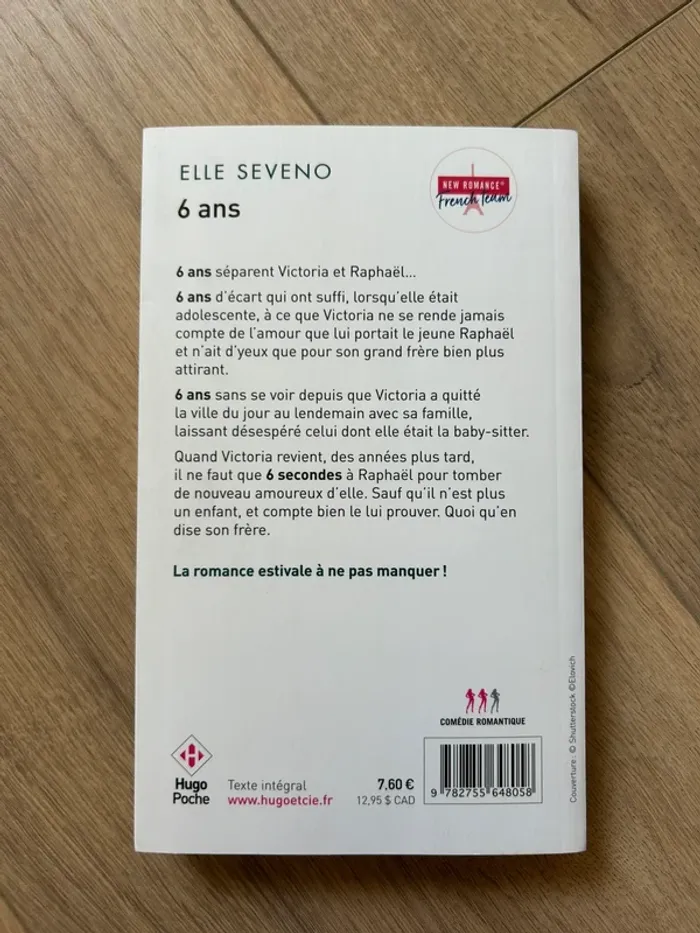 ELLE SEVENO
6 ans
NEW ROMANCE®
French Team
6 ans séparent Victoria et Raphaël...
6 ans d'écart qui ont suffi, lorsqu'elle était
adolescente, à ce que Victoria ne se rende jamais
compte de l'amour que lui portait le jeune Raphaël
et n'ait d'yeux que pour son grand frère bien plus
attirant.
6 ans sans se voir depuis que Victoria a quitté
la ville du jour au lendemain avec sa famille,
laissant désespéré celui dont elle était la baby-sitter.
Quand Victoria revient, des années plus tard,
il ne faut que 6 secondes à Raphaël pour tomber
de nouveau amoureux d'elle. Sauf qu'il n'est plus
un enfant, et compte bien le lui prouver. Quoi qu'en
dise son frère.
La romance estivale à ne pas manquer !
COMÉDIE ROMANTIQUE
Hugo
Poche
Texte intégral
www.hugoetcie.fr
7,60 €
12,95 $ CAD
9 782755 648058
Couverture : © Shutterstock ©Elovich